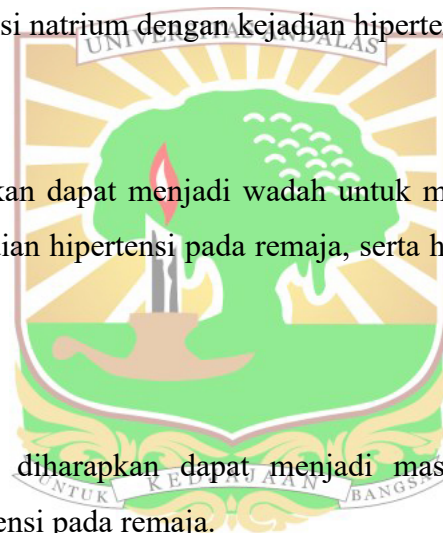 si natrium dengan kejadian hiperte
UNIVERSITAS ANDALAS
kan dapat menjadi wadah untuk m
dian hipertensi pada remaja, serta h
diharapkan dapat menjadi mas
UNTUK KEDJAJAAN BANGSA
ensi pada remaja.